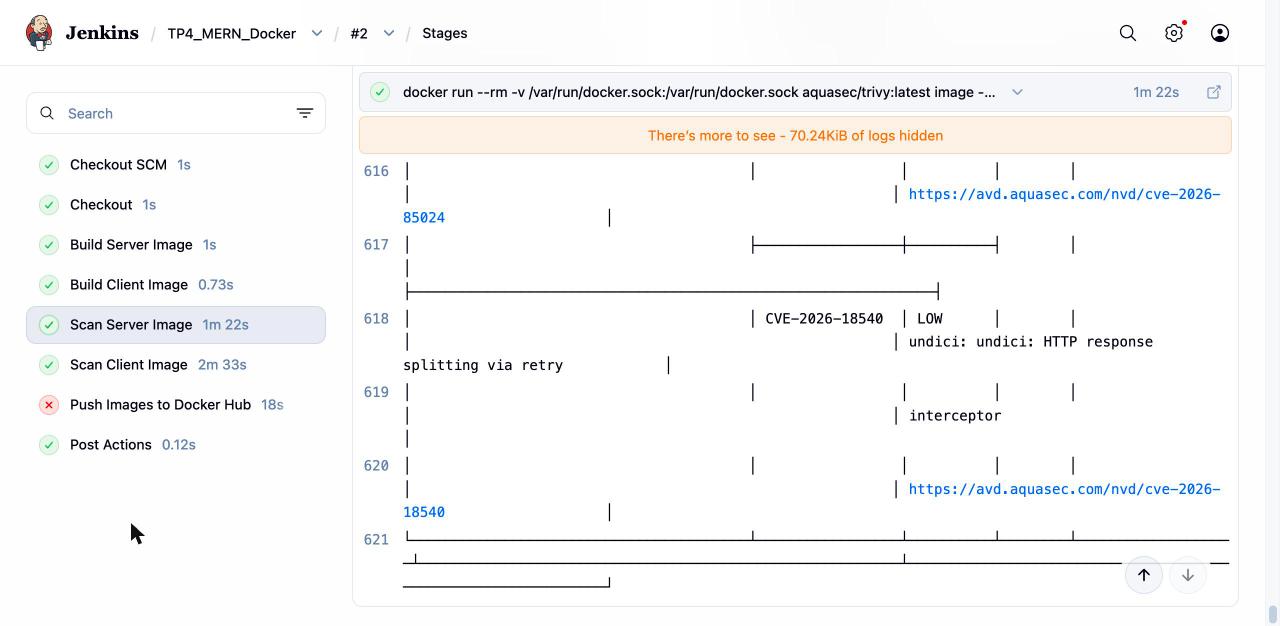 Jenkins / TP4_MERN_Docker / #2 / Stages
Search
Checkout SCM 1s
Checkout 1s
Build Server Image 1s
Build Client Image 0.73s
Scan Server Image 1m 22s
Scan Client Image 2m 33s
Push Images to Docker Hub 18s
Post Actions 0.12s
docker run --rm -v /var/run/docker.sock:/var/run/docker.sock aquasec/trivy:latest image -... 1m 22s
There's more to see - 70.24KiB of logs hidden
616
https://avd.aquasec.com/nvd/cve-2026-
85024
617
618 CVE-2026-18540 LOW
undici: undici: HTTP response
splitting via retry
619
interceptor
620
https://avd.aquasec.com/nvd/cve-2026-
18540
621